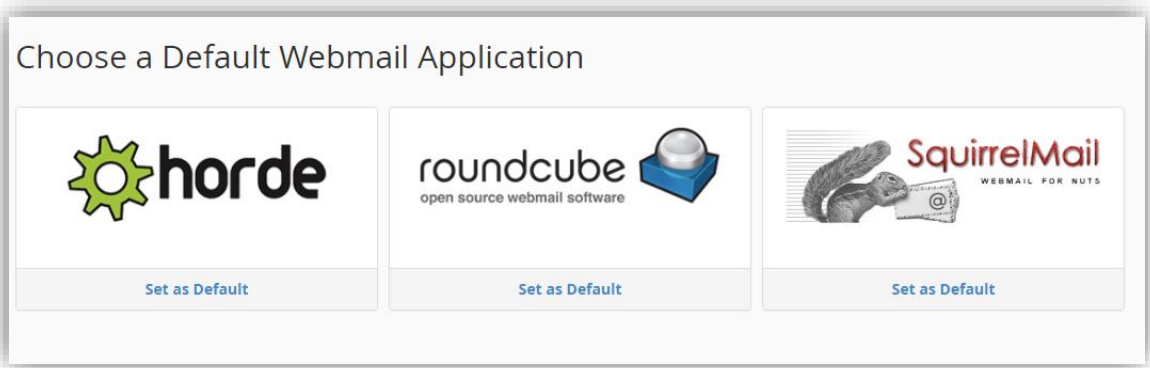 Choose a Default Webmail Application
horde
roundcube
open source webmail software
SquirrelMail
WEBMAIL FOR NUTS
@
Set as Default
Set as Default
Set as Default